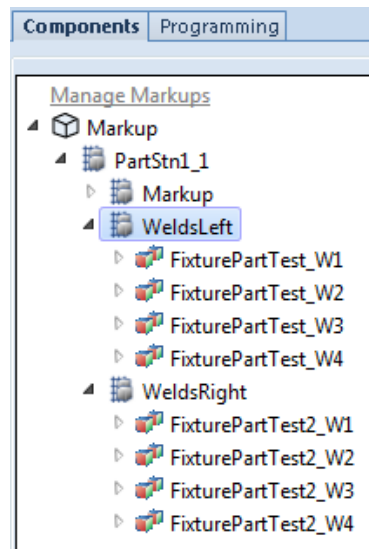 Components Programming
Manage Markups
Markup
PartStn1_1
Markup
WeldsLeft
FixturePartTest_W1
FixturePartTest_W2
FixturePartTest_W3
FixturePartTest_W4
WeldsRight
FixturePartTest2_W1
FixturePartTest2_W2
FixturePartTest2_W3
FixturePartTest2_W4